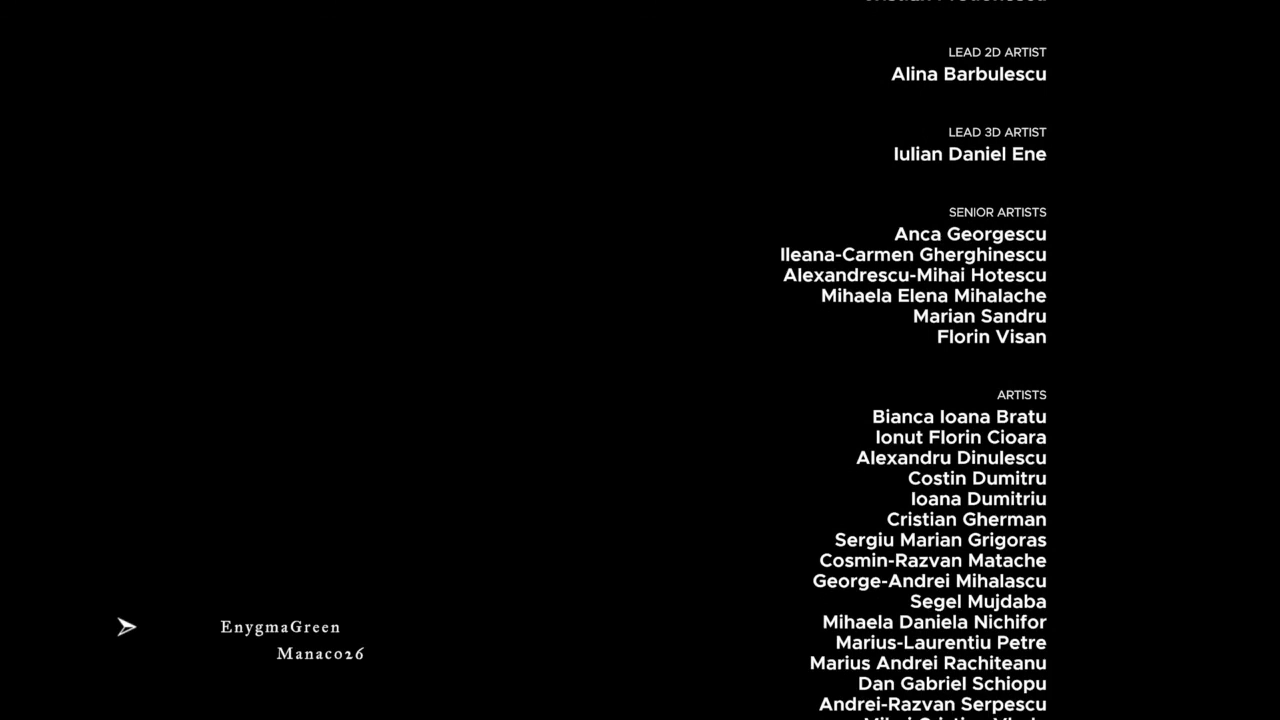 LEAD 2D ARTIST
Alina Barbulescu
LEAD 3D ARTIST
Iulian Daniel Ene
SENIOR ARTISTS
Anca Georgescu
Ileana-Carmen Gherghinescu
Alexandrescu-Mihai Hotescu
Mihaela Elena Mihalache
Marian Sandru
Florin Visan
ARTISTS
Bianca Ioana Bratu
Ionut Florin Cioara
Alexandru Dinulescu
Costin Dumitru
Ioana Dumitriu
Cristian Gherman
Sergiu Marian Grigoras
Cosmin-Razvan Matache
George-Andrei Mihalascu
Segel Mujdaba
Mihaela Daniela Nichifor
Marius-Laurentiu Petre
Marius Andrei Rachiteanu
Dan Gabriel Schiopu
Andrei-Razvan Serpescu
EnygmaGreen
Manaco26